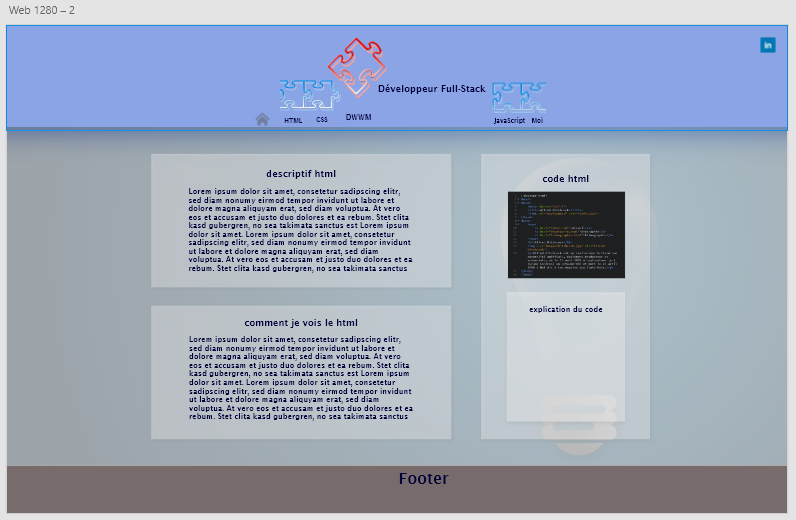 Web 1280 – 2
in
Développeur Full-Stack
HTML
CSS
DWWM
JavaScript
Moi
descriptif html
Lorem ipsum dolor sit amet, consetetur sadipscing elitr,
sed diam nonumy eirmod tempor invidunt ut labore et
dolore magna aliquyam erat, sed diam voluptua. At vero
eos et accusam et justo duo dolores et ea rebum. Stet clita
kasd gubergren, no sea takimata sanctus est Lorem ipsum
dolor sit amet. Lorem ipsum dolor sit amet, consetetur
sadipscing elitr, sed diam nonumy eirmod tempor invidunt
ut labore et dolore magna aliquyam erat, sed diam
voluptua. At vero eos et accusam et justo duo dolores et ea
rebum. Stet clita kasd gubergren, no sea takimata sanctus
comment je vois le html
Lorem ipsum dolor sit amet, consetetur sadipscing elitr,
sed diam nonumy eirmod tempor invidunt ut labore et
dolore magna aliquyam erat, sed diam voluptua. At vero
eos et accusam et justo duo dolores et ea rebum. Stet clita
kasd gubergren, no sea takimata sanctus est Lorem ipsum
dolor sit amet. Lorem ipsum dolor sit amet, consetetur
sadipscing elitr, sed diam nonumy eirmod tempor invidunt
ut labore et dolore magna aliquyam erat, sed diam
voluptua. At vero eos et accusam et justo duo dolores et ea
rebum. Stet clita kasd gubergren, no sea takimata sanctus
code html
explication du code
Footer